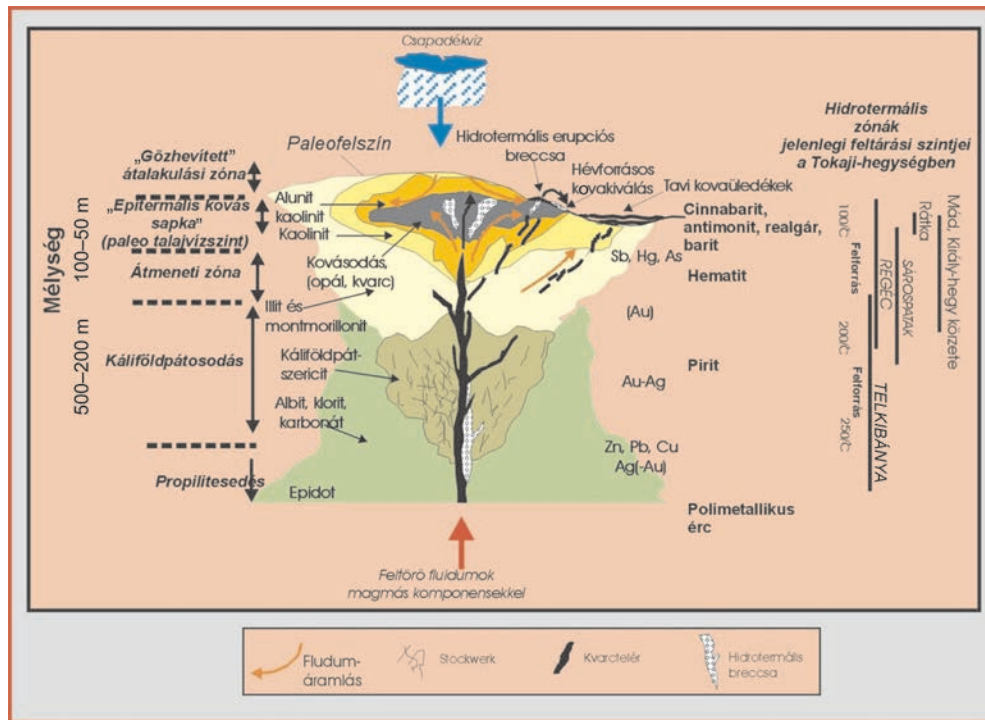 Csapadékvíz
Hidrotermális
zónák
jelenlegi feltárási szintjei
a Tokaji-hegységben
Paleofelszín
Hidrotermális erupciós
breccsa
Hévforrásos
kovakiválás
Tavi kovaüledékek
Mélység
100–50 m
500–200 m
„Gözhevített”
átalakulási zóna
„Epitermális kovás
sapka”
(paleo talajvízszint)
Átmeneti zóna
Káliföldpátosodás
Propilitesedés
Alunit
kaolinit
Kaolinit
Kovásodás,
(opál, kvarc)
Illit és
montmorillonit
Káliföldpát-
szericit
Albit, klorit,
karbonát
Epidot
Sb, Hg, As
(Au)
Au-Ag
Zn, Pb, Cu
Ag(-Au)
Cinnabarit,
antimonit, realgár,
barit
Hematit
Pirit
Polimetallikus
érc
100/C
Felforrás
200/C
Felforrás
250/C
REGÉC
TELKIBÁNYA
SÁROSPATAK
Rátka
Mád, Király-hegy körzete
Feltörö fluidumok
magmás komponensekkel
Fludum-
áramlás
Stockwerk
Kvarctelér
Hidrotermális
breccsa